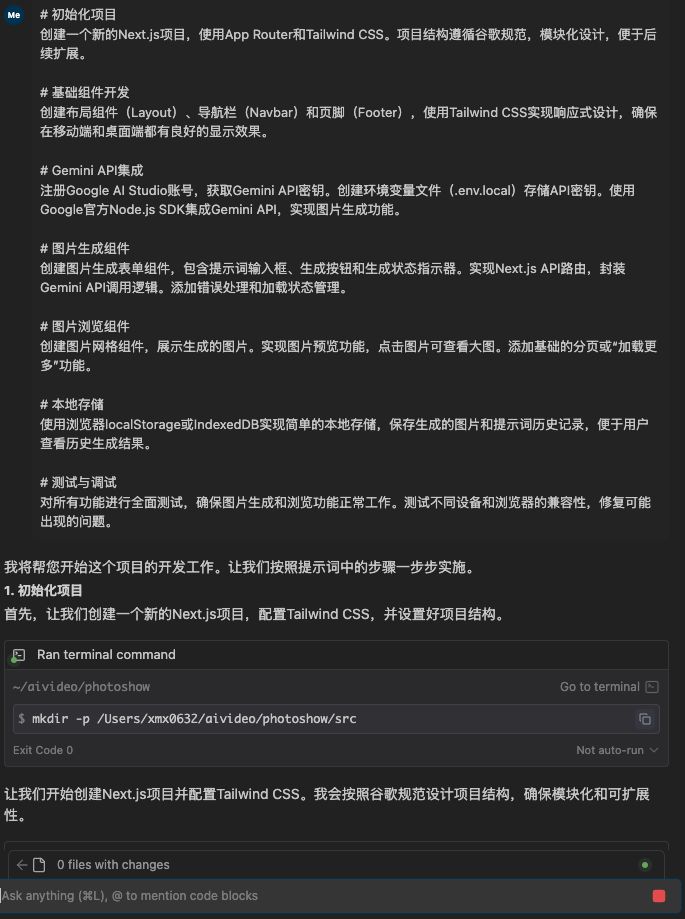 Me
# 初始化项目
创建一个新的Next.js项目，使用App Router和Tailwind CSS。项目结构遵循谷歌规范，模块化设计，便于后
续扩展。
# 基础组件开发
创建布局组件（Layout）、导航栏（Navbar）和页脚（Footer），使用Tailwind CSS实现响应式设计，确保
在移动端和桌面端都有良好的显示效果。
# Gemini API集成
注册Google AI Studio账号，获取Gemini API密钥。创建环境变量文件（.env.local）存储API密钥。使用
Google官方Node.js SDK集成Gemini API，实现图片生成功能。
# 图片生成组件
创建图片生成表单组件，包含提示词输入框、生成按钮和生成状态指示器。实现Next.js API路由，封装
Gemini API调用逻辑。添加错误处理和加载状态管理。
# 图片浏览组件
创建图片网格组件，展示生成的图片。实现图片预览功能，点击图片可查看大图。添加基础的分页或“加载更
多”功能。
# 本地存储
使用浏览器localStorage或IndexedDB实现简单的本地存储，保存生成的图片和提示词历史记录，便于用户
查看历史生成结果。
# 测试与调试
对所有功能进行全面测试，确保图片生成和浏览功能正常工作。测试不同设备和浏览器的兼容性，修复可能
出现的问题。
我将帮您开始这个项目的开发工作。让我们按照提示词中的步骤一步步实施。
1. 初始化项目
首先，让我们创建一个新的Next.js项目，配置Tailwind CSS，并设置好项目结构。
Ran terminal command
~/aivideo/photoshow
Go to terminal
$ mkdir -p /Users/xmx0632/aivideo/photoshow/src
Exit Code 0
Not auto-run
让我们开始创建Next.js项目并配置Tailwind CSS。我会按照谷歌规范设计项目结构，确保模块化和可扩展
性。
0 files with changes
Ask anything (⌘L), @ to mention code blocks